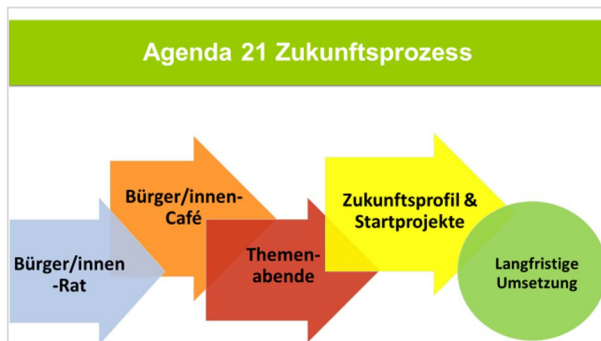 Agenda 21 Zukunftsprozess
Bürger/innen
-Rat
Bürger/innen-
Café
Themen-
abende
Zukunftsprofil &
Startprojekte
Langfristige
Umsetzung